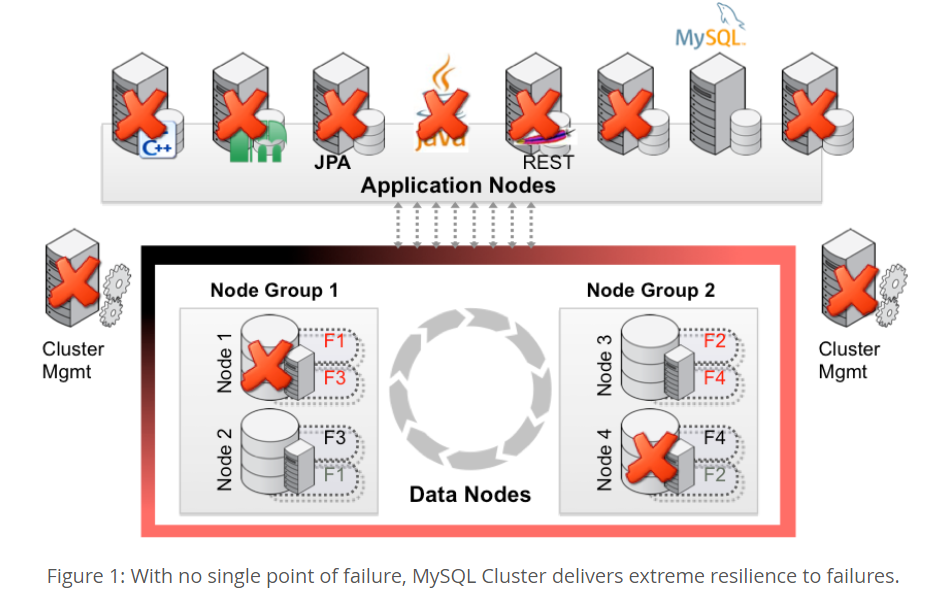 MySQL
C++
JPA
Java
REST
Application Nodes
Cluster
Mgmt
Cluster
Mgmt
Node Group 1
Node 1
F1
F3
Node 2
F3
F1
Node Group 2
Node 3
F2
F4
Node 4
F4
F2
Data Nodes
Figure 1: With no single point of failure, MySQL Cluster delivers extreme resilience to failures.